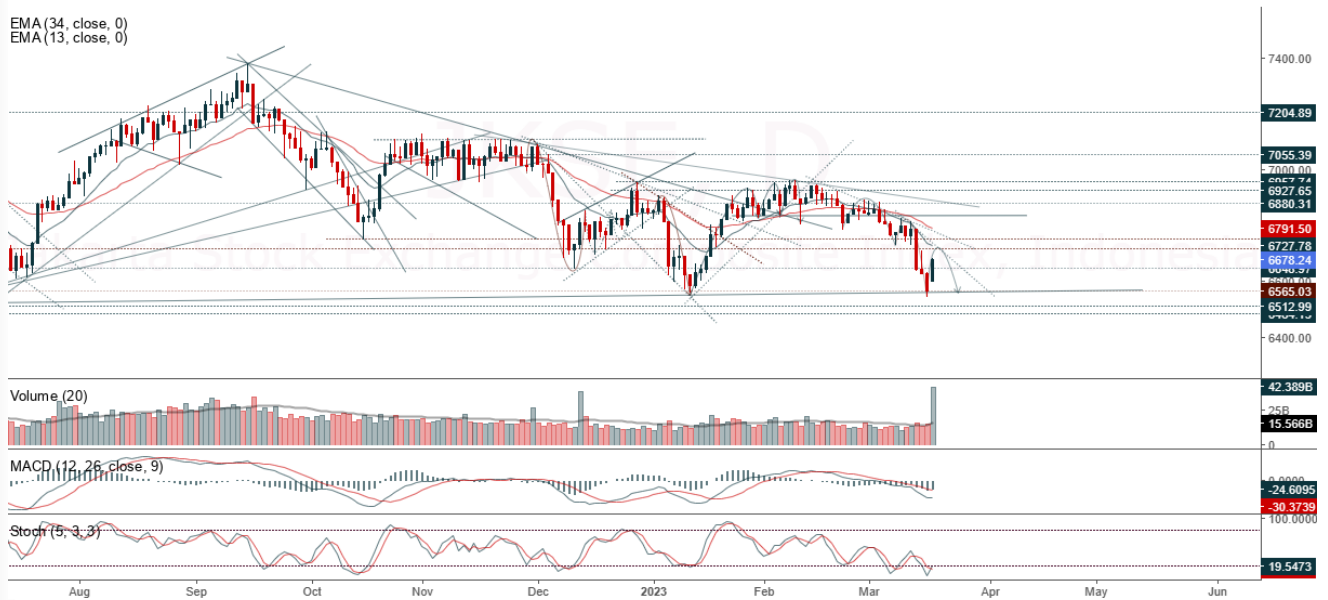 EMA (34, close, 0)
EMA (13, close, 0)
7400.00
7204.89
7055.39
7000.00
6927.65
6880.31
6791.50
6727.78
6678.24
6565.03
6512.99
6400.00
Volume (20)
42.389B
25B
15.566B
0
MACD (12, 26, close, 9)
0.0000
-24.6095
-30.3739
Stoch (5, 3, 3)
100.0000
19.5473
Aug Sep Oct Nov Dec 2023 Feb Mar Apr May Jun